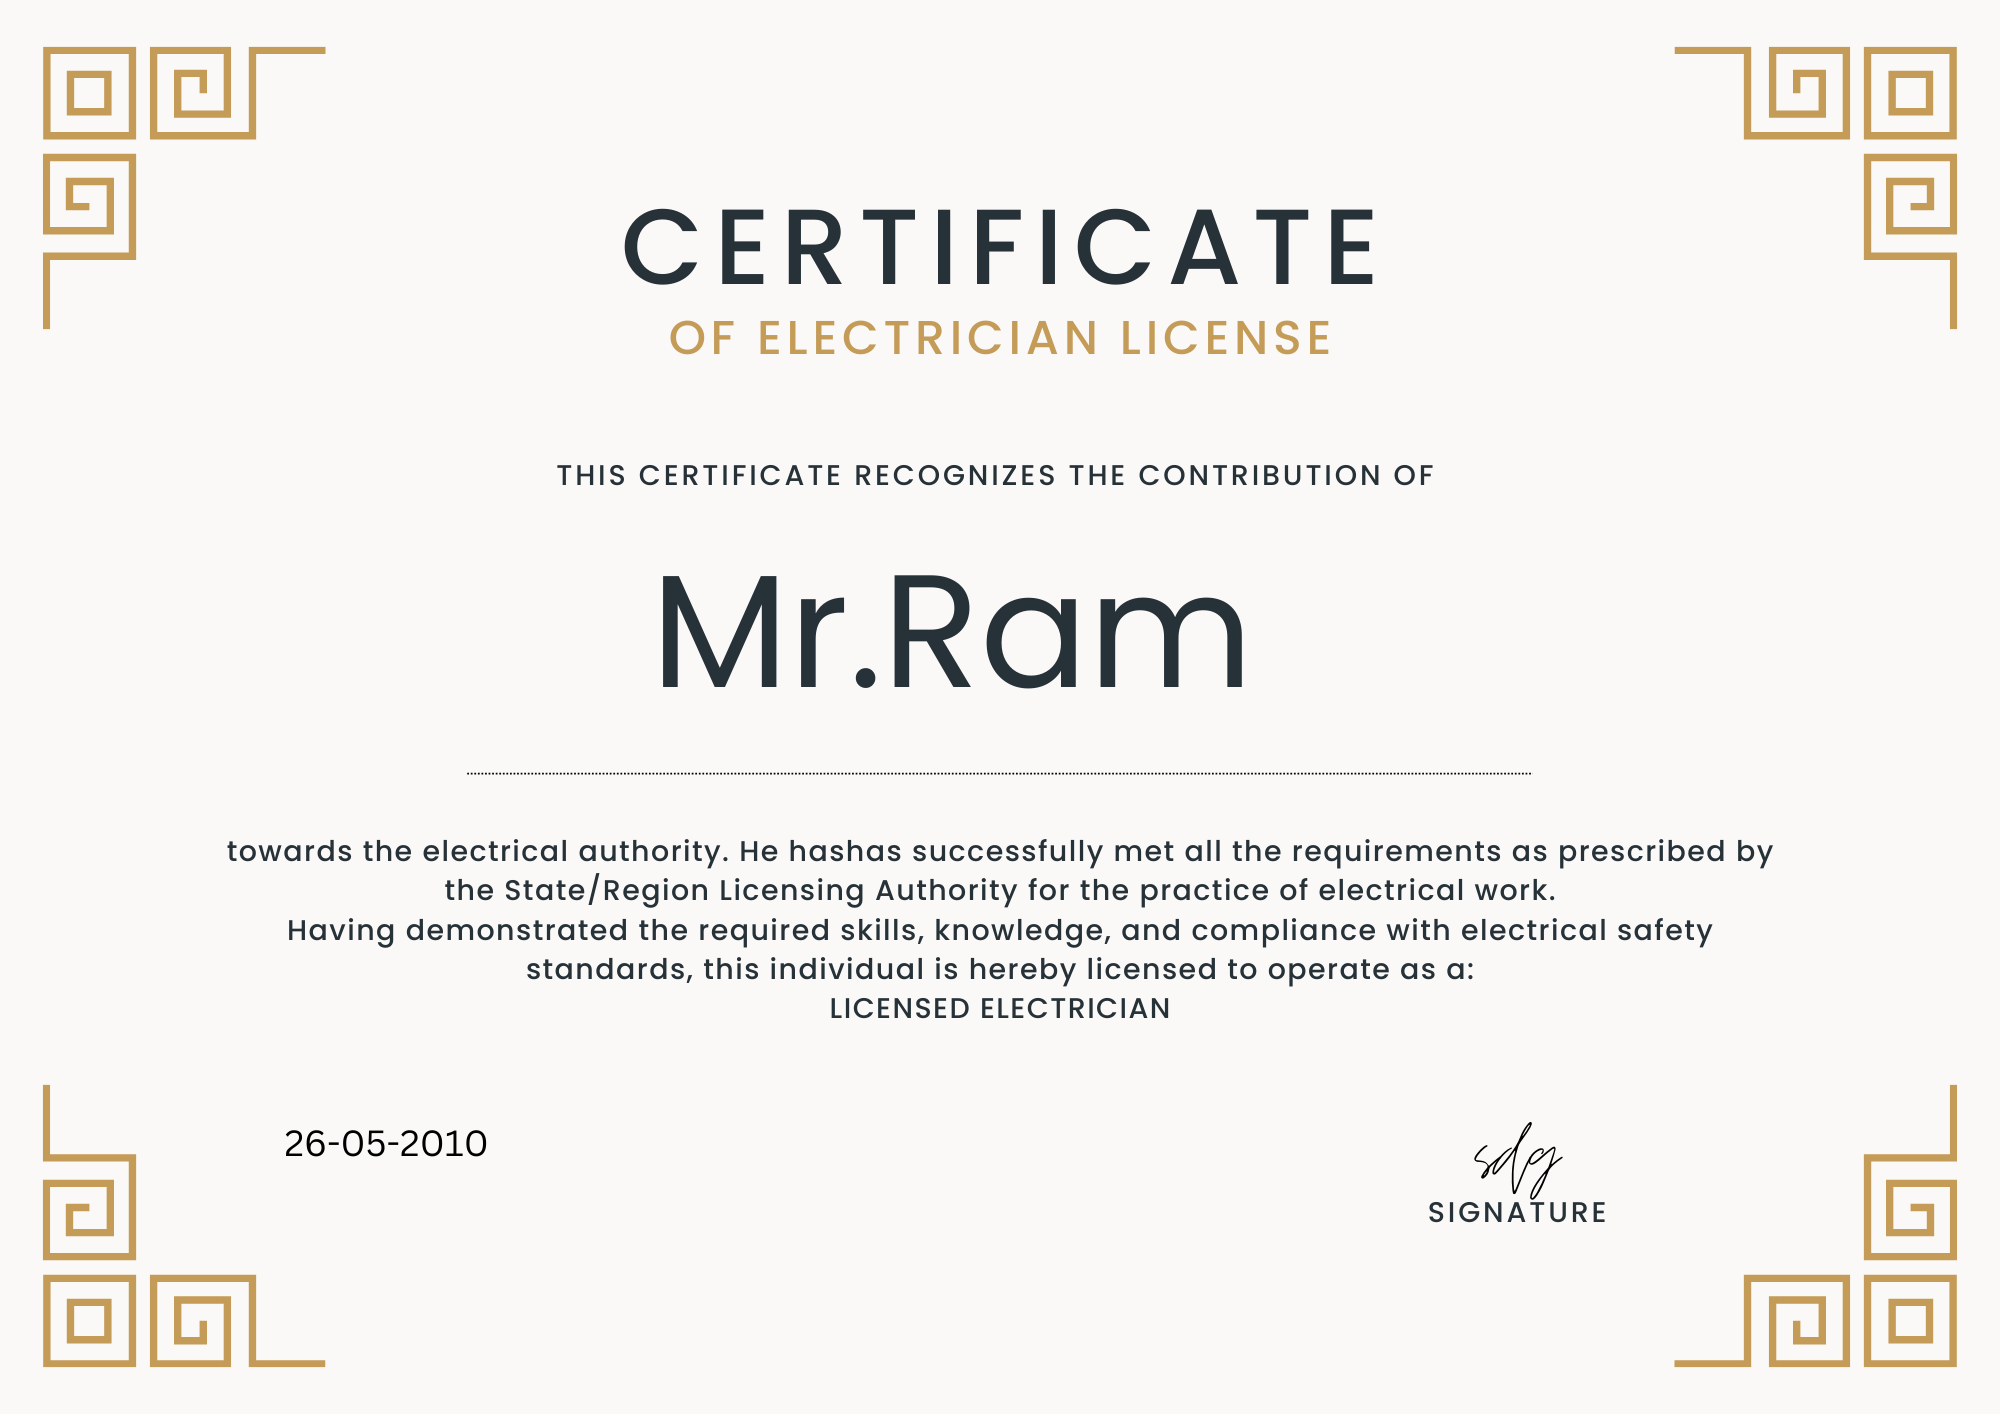 CERTIFICATE
OF ELECTRICIAN LICENSE
THIS CERTIFICATE RECOGNIZES THE CONTRIBUTION OF
Mr.Ram
towards the electrical authority. He hashas successfully met all the requirements as prescribed by
the State/Region Licensing Authority for the practice of electrical work.
Having demonstrated the required skills, knowledge, and compliance with electrical safety
standards, this individual is hereby licensed to operate as a:
LICENSED ELECTRICIAN
26-05-2010
sdg
SIGNATURE